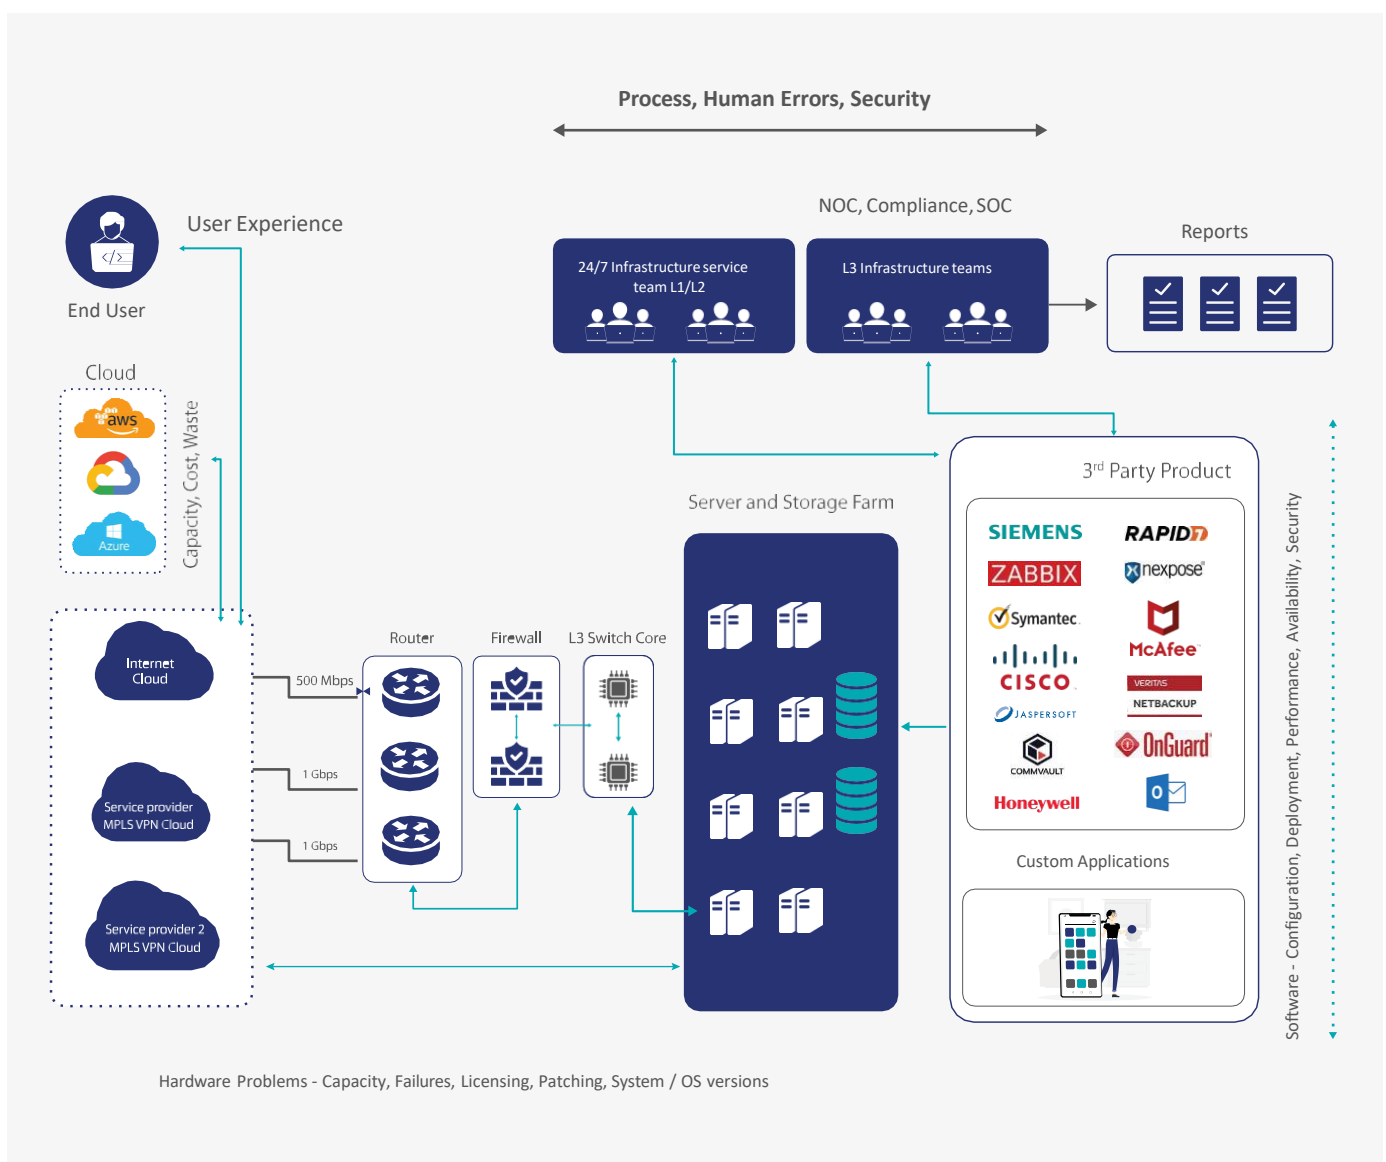 Process, Human Errors, Security
User Experience
End User
NOC, Compliance, SOC
24/7 Infrastructure service
team L1/L2
L3 Infrastructure teams
Reports
Cloud
aws
Azure
Capacity, Cost, Waste
Internet
Cloud
Service provider
MPLS VPN Cloud
Service provider 2
MPLS VPN Cloud
500 Mbps
1 Gbps
1 Gbps
Router
Firewall
L3 Switch Core
Server and Storage Farm
3rd Party Product
SIEMENS
RAPID7
ZABBIX
nexpose
Symantec.
McAfee
CISCO
VERITAS
NETBACKUP
JASPERSOFT
COMMVAULT
OnGuard
Honeywell
O
Custom Applications
Software - Configuration, Deployment, Performance, Availability, Security
Hardware Problems - Capacity, Failures, Licensing, Patching, System / OS versions